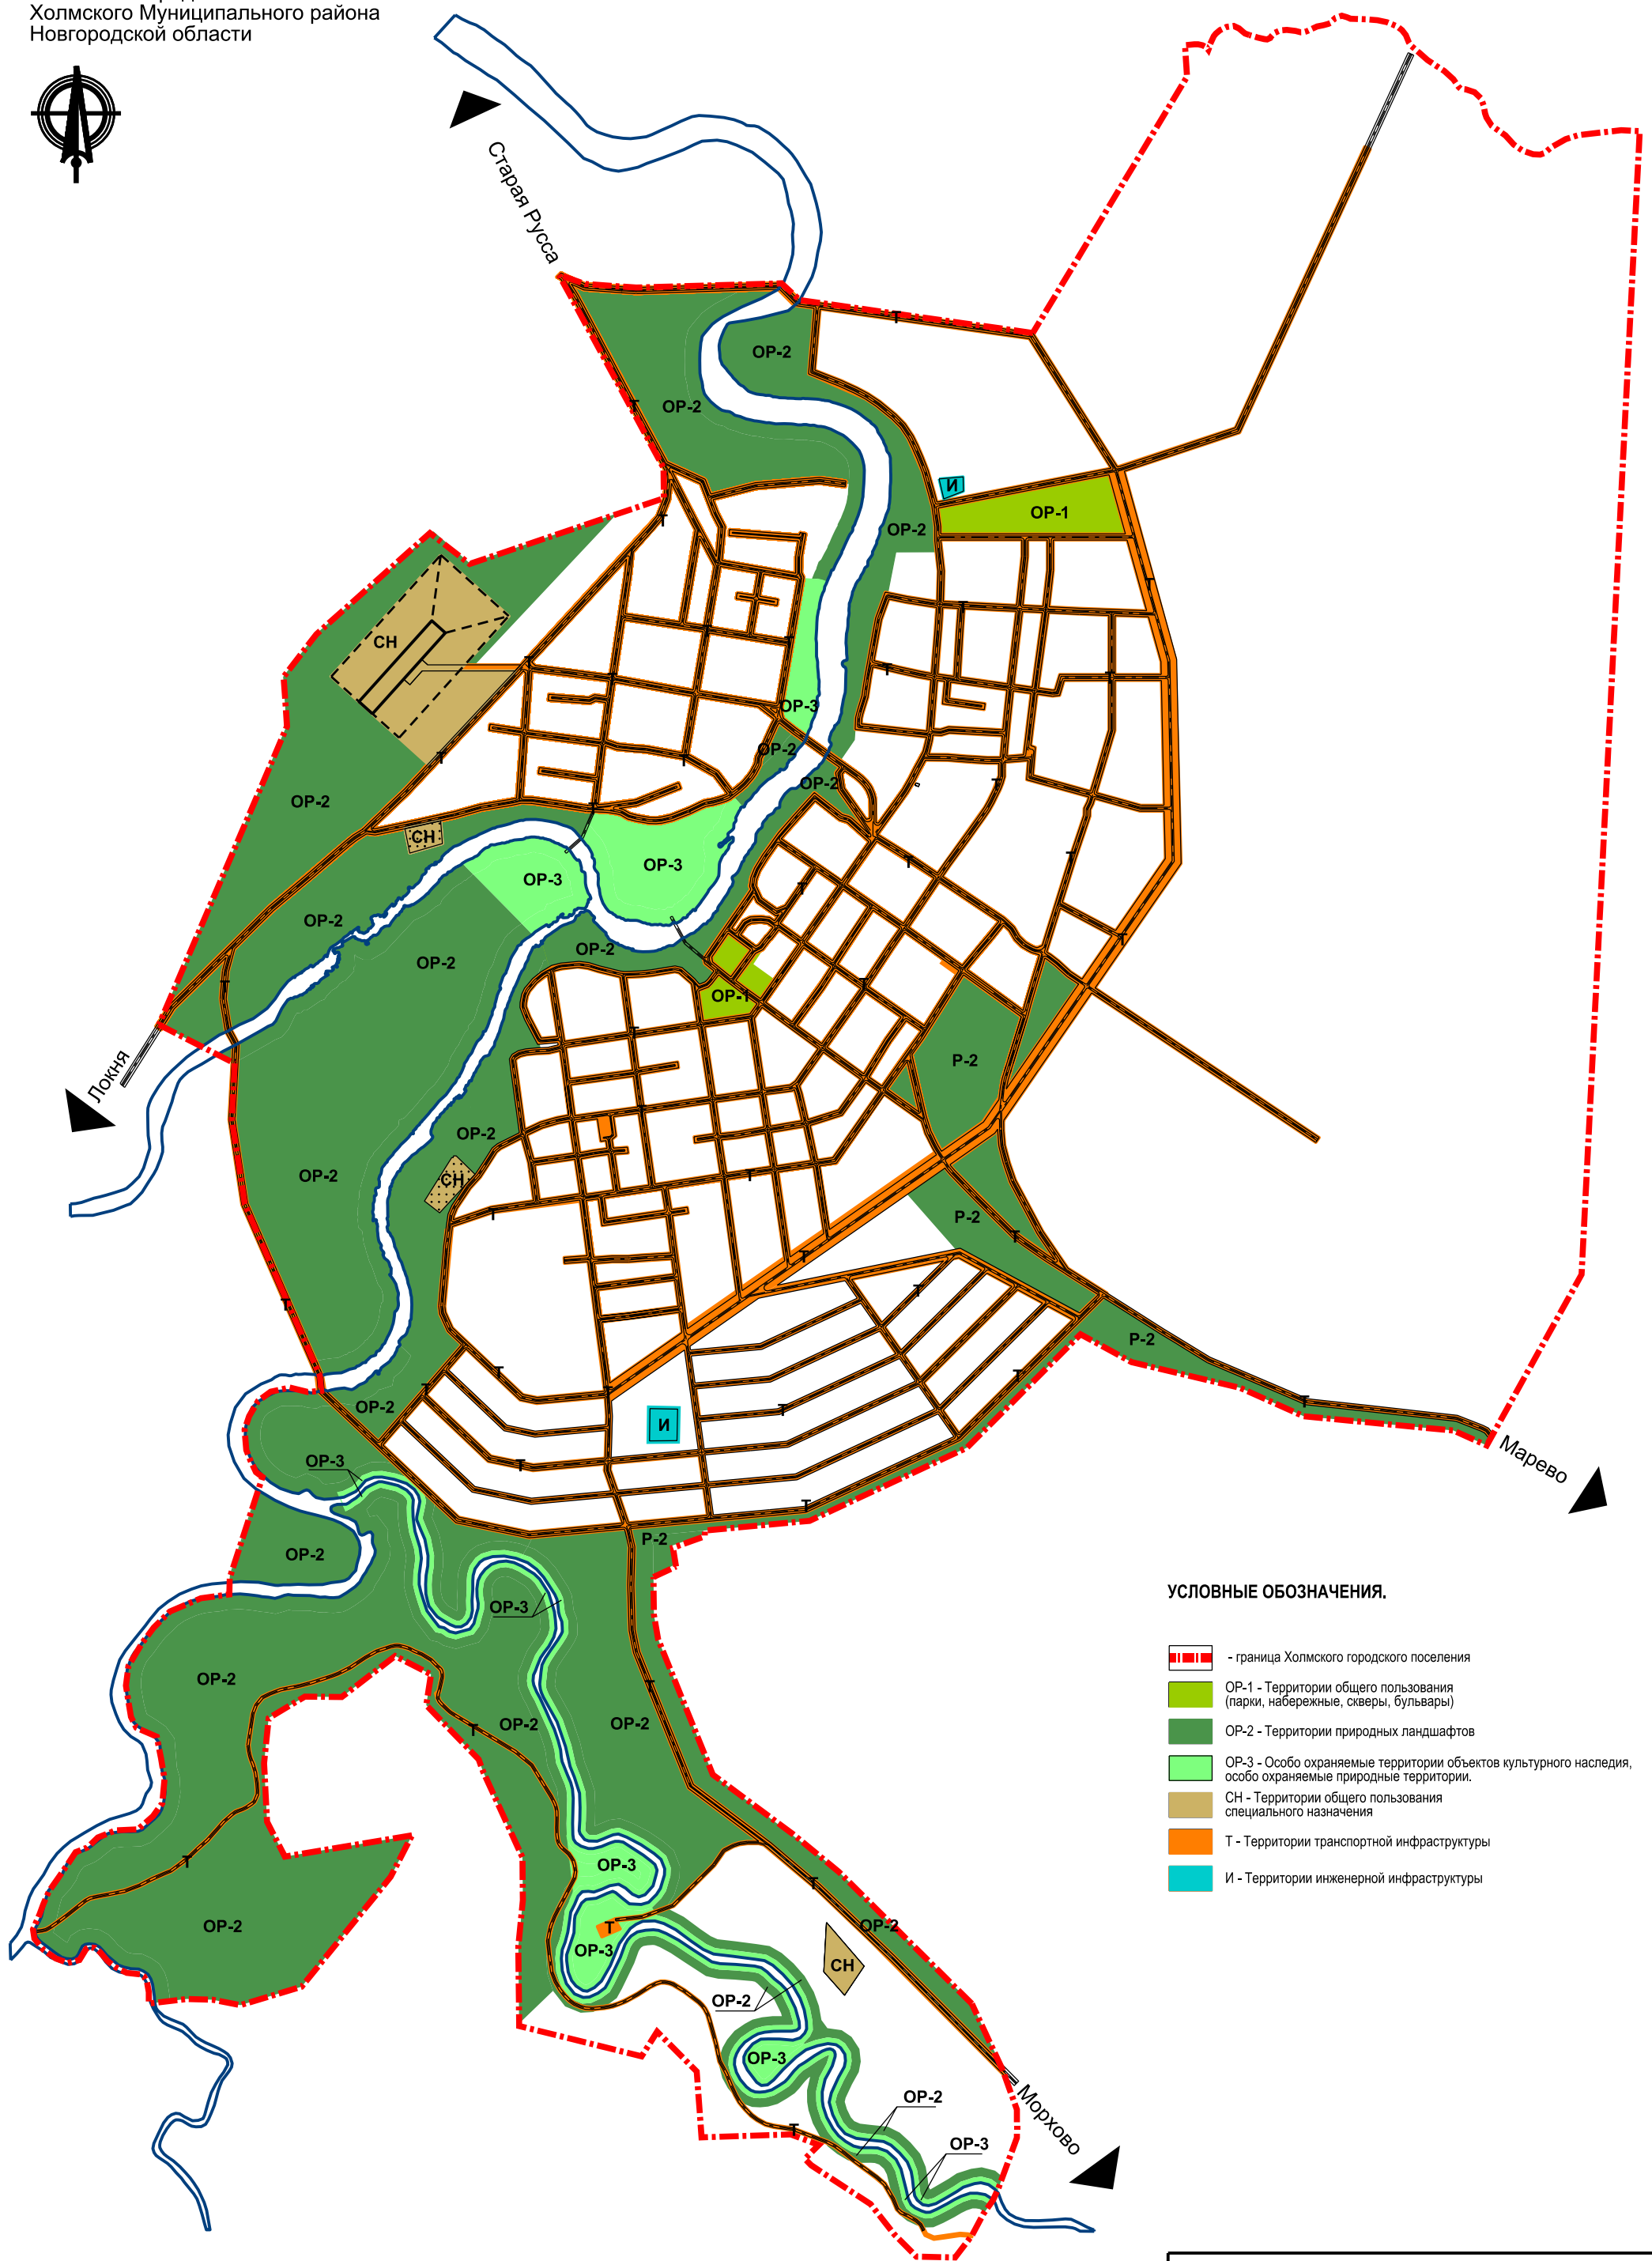 Холмского Муниципального района
Новгородской области
Старая Русса
Т
ОР-2
ОР-2
Т
И
ОР-1
ОР-2
Т
Т
Т
Т
Т
СН
Т
Т
Т
Т
ОР-3
ОР-2
Т
Т
ОР-2
Т
ОР-2
Т
СН
Т
Т
ОР-3
ОР-3
Т
ОР-2
Т
ОР-2
ОР-2
Т
Т
ОР-1
Т
Р-2
Локня
Т
ОР-2
ОР-2
Т
СН
Т
Р-2
Т
Т
Т
Т
Р-2
Т
Т
Т
Т
Т
ОР-2
Т
И
Марево
ОР-3
Т
Т
Р-2
ОР-2
ОР-3
УСЛОВНЫЕ ОБОЗНАЧЕНИЯ.
- граница Холмского городского поселения
ОР-1 - Территории общего пользования
(парки, набережные, скверы, бульвары)
ОР-2 - Территории природных ландшафтов
ОР-3 - Особо охраняемые территории объектов культурного наследия,
особо охраняемые природные территории.
СН - Территории общего пользования
специального назначения
Т - Территории транспортной инфраструктуры
И - Территории инженерной инфраструктуры
ОР-2
Т
ОР-2
ОР-2
Т
Т
ОР-3
Т
ОР-2
ОР-2
Т
ОР-3
СН
ОР-2
ОР-3
ОР-2
Т
ОР-3
Морхово